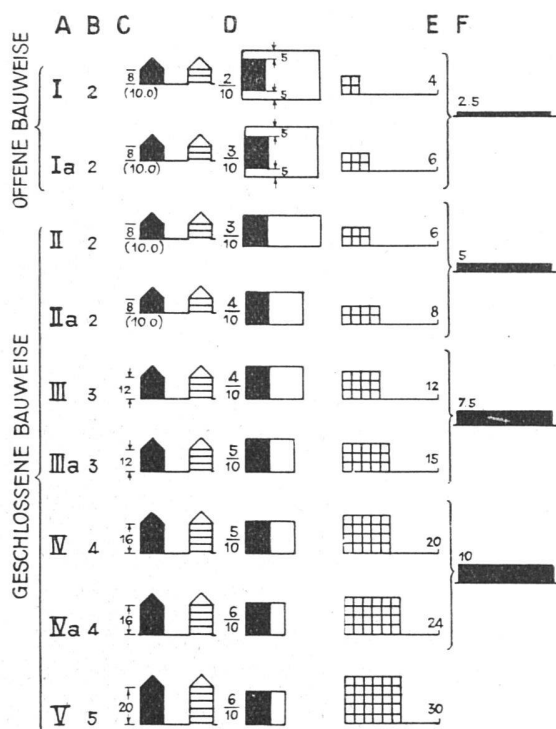 A B C D E F
OFFENE BAUWEISE
I 2 8 (10.0) 2/10 5 5 4
2.5
Ia 2 8 (10.0) 3/10 5 5 6
GESCHLOSSENE BAUWEISE
II 2 8 (10.0) 3/10 6
5
IIa 2 8 (10.0) 4/10 8
III 3 12 4/10 12
7.5
IIIa 3 12 5/10 15
IV 4 16 5/10 20
10
IVa 4 16 6/10 24
V 5 20 6/10 30